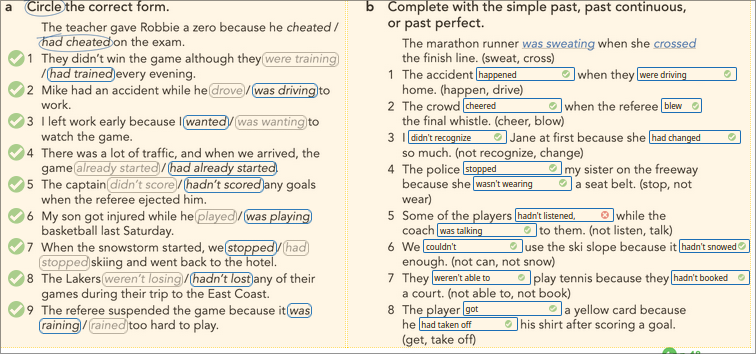 a Circle the correct form.
The teacher gave Robbie a zero because he cheated /
had cheated on the exam.
1 They didn't win the game although they were training
/ had trained every evening.
2 Mike had an accident while he drove / was driving to
work.
3 I left work early because I wanted / was wanting to
watch the game.
4 There was a lot of traffic, and when we arrived, the
game already started / had already started.
5 The captain didn't score / hadn't scored any goals
when the referee ejected him.
6 My son got injured while he played / was playing
basketball last Saturday.
7 When the snowstorm started, we stopped / had
stopped skiing and went back to the hotel.
8 The Lakers weren't losing / hadn't lost any of their
games during their trip to the East Coast.
9 The referee suspended the game because it was
raining / rained too hard to play.
b Complete with the simple past, past continuous,
or past perfect.
The marathon runner was sweating when she crossed
the finish line. (sweat, cross)
1 The accident happened when they were driving
home. (happen, drive)
2 The crowd cheered when the referee blew
the final whistle. (cheer, blow)
3 I didn't recognize Jane at first because she had changed
so much. (not recognize, change)
4 The police stopped my sister on the freeway
because she wasn't wearing a seat belt. (stop, not
wear)
5 Some of the players hadn't listened, while the
coach was talking to them. (not listen, talk)
6 We couldn't use the ski slope because it hadn't snowed
enough. (not can, not snow)
7 They weren't able to play tennis because they hadn't booked
a court. (not able to, not book)
8 The player got a yellow card because
he had taken off his shirt after scoring a goal.
(get, take off)